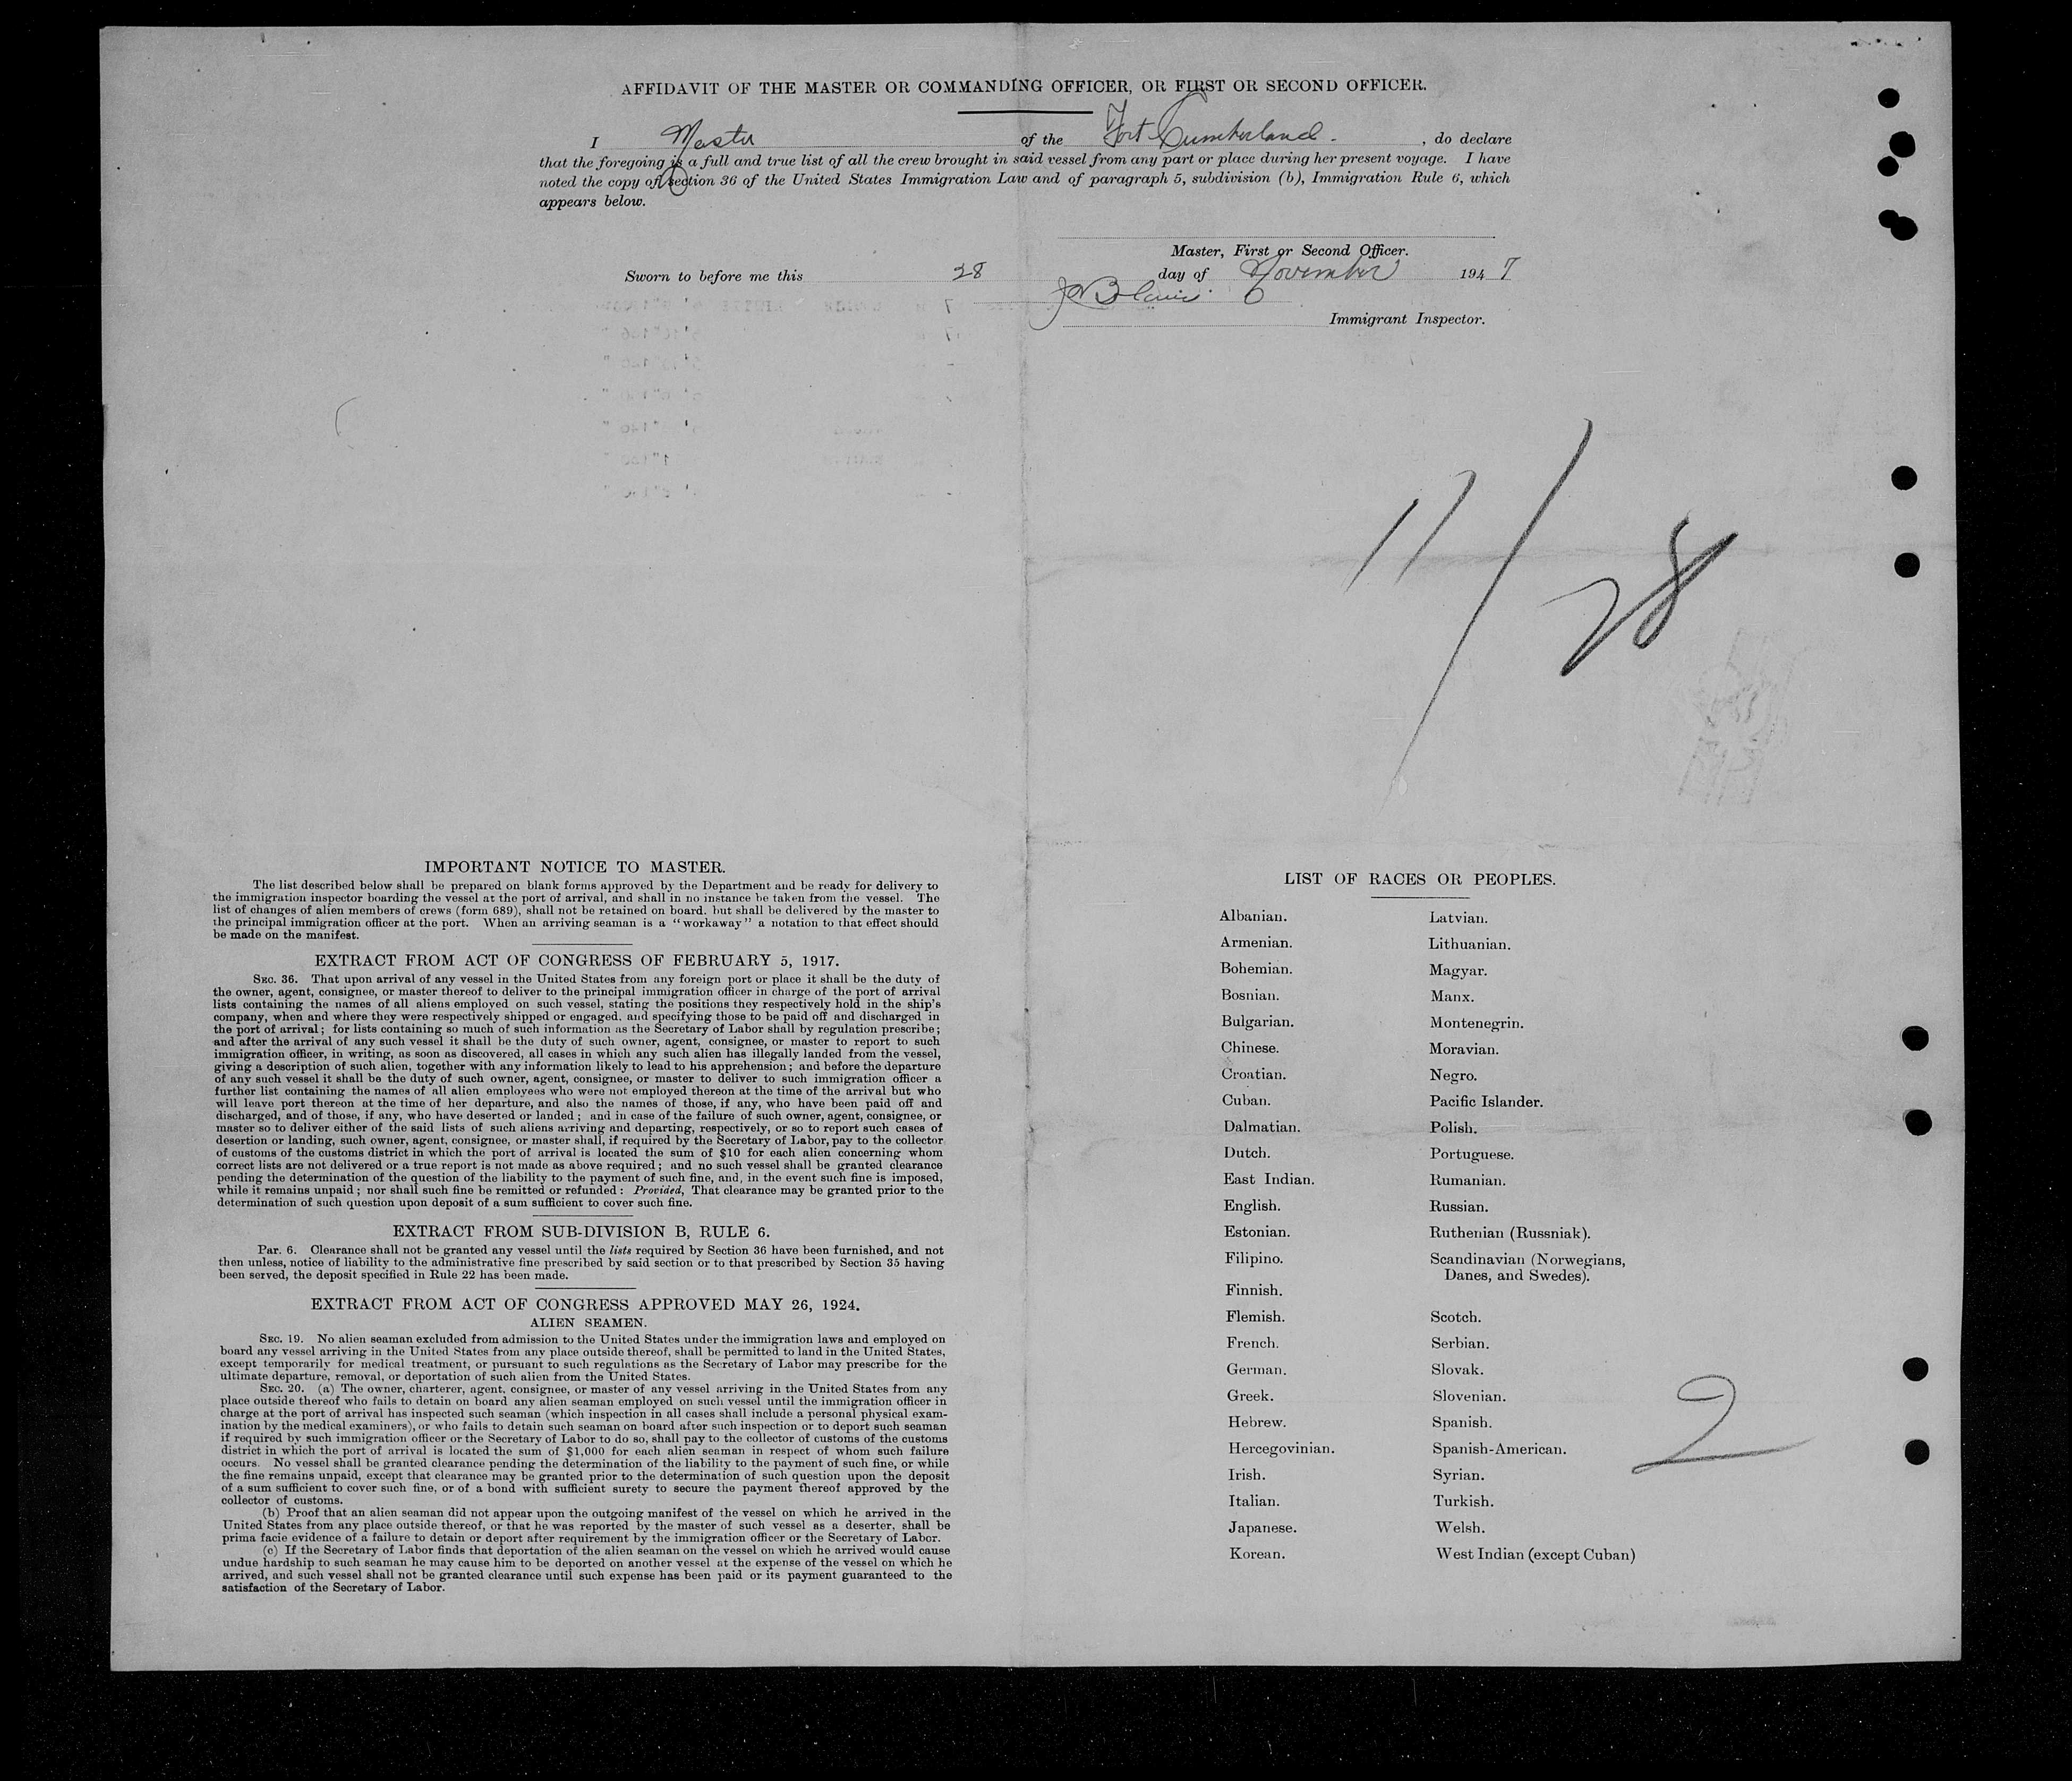 AFFIDAVIT OF THE MASTER OR COMMANDING OFFICER, OR FIRST OR SECOND OFFICER.
I Master of the Fort Cumberland. , do declare
that the foregoing is a full and true list of all the crew brought in said vessel from any part or place during her present voyage. I have
noted the copy of section 36 of the United States Immigration Law and of paragraph 5, subdivision (b), Immigration Rule 6, which
appears below.
Master, First or Second Officer.
Sworn to before me this 28 day of November 1947
Immigrant Inspector.
11/28
IMPORTANT NOTICE TO MASTER.
The list described below shall be prepared on blank forms approved by the Department and be ready for delivery to
the immigration inspector boarding the vessel at the port of arrival, and shall in no instance be taken from the vessel. The
list of changes of alien members of crews (form 689), shall not be retained on board. but shall be delivered by the master to
the principal immigration officer at the port. When an arriving seaman is a "workaway" a notation to that effect should
be made on the manifest.
EXTRACT FROM ACT OF CONGRESS OF FEBRUARY 5, 1917.
SEC. 36. That upon arrival of any vessel in the United States from any foreign port or place it shall be the duty of
the owner, agent, consignee, or master thereof to deliver to the principal immigration officer in charge of the port of arrival
lists containing the names of all aliens employed on such vessel, stating the positions they respectively hold in the ship's
company, when and where they were respectively shipped or engaged, and specifying those to be paid off and discharged in
the port of arrival; for lists containing so much of such information as the Secretary of Labor shall by regulation prescribe;
and after the arrival of any such vessel it shall be the duty of such owner, agent, consignee, or master to report to such
immigration officer, in writing, as soon as discovered, all cases in which any such alien has illegally landed from the vessel,
giving a description of such alien, together with any information likely to lead to his apprehension; and before the departure
of any such vessel it shall be the duty of such owner, agent, consignee, or master to deliver to such immigration officer a
further list containing the names of all alien employees who were not employed thereon at the time of the arrival but who
will leave port thereon at the time of her departure, and also the names of those, if any, who have been paid off and
discharged, and of those, if any, who have deserted or landed; and in case of the failure of such owner, agent, consignee, or
master so to deliver either of the said lists of such aliens arriving and departing, respectively, or so to report such cases of
desertion or landing, such owner, agent, consignee, or master shall, if required by the Secretary of Labor, pay to the collector
of customs of the customs district in which the port of arrival is located the sum of $10 for each alien concerning whom
correct lists are not delivered or a true report is not made as above required; and no such vessel shall be granted clearance
pending the determination of the question of the liability to the payment of such fine, and, in the event such fine is imposed,
while it remains unpaid; nor shall such fine be remitted or refunded: Provided, That clearance may be granted prior to the
determination of such question upon deposit of a sum sufficient to cover such fine.
EXTRACT FROM SUB-DIVISION B, RULE 6.
Par. 6. Clearance shall not be granted any vessel until the lists required by Section 36 have been furnished, and not
then unless, notice of liability to the administrative fine prescribed by said section or to that prescribed by Section 35 having
been served, the deposit specified in Rule 22 has been made.
EXTRACT FROM ACT OF CONGRESS APPROVED MAY 26, 1924.
ALIEN SEAMEN.
SEC. 19. No alien seaman excluded from admission to the United States under the immigration laws and employed on
board any vessel arriving in the United States from any place outside thereof, shall be permitted to land in the United States,
except temporarily for medical treatment, or pursuant to such regulations as the Secretary of Labor may prescribe for the
ultimate departure, removal, or deportation of such alien from the United States.
SEC. 20. (a) The owner, charterer, agent, consignee, or master of any vessel arriving in the United States from any
place outside thereof who fails to detain on board any alien seaman employed on such vessel until the immigration officer in
charge at the port of arrival has inspected such seaman (which inspection in all cases shall include a personal physical exam-
ination by the medical examiners), or who fails to detain such seaman on board after such inspection or to deport such seaman
if required by such immigration officer or the Secretary of Labor to do so, shall pay to the collector of customs of the customs
district in which the port of arrival is located the sum of $1,000 for each alien seaman in respect of whom such failure
occurs. No vessel shall be granted clearance pending the determination of the liability to the payment of such fine, or while
the fine remains unpaid, except that clearance may be granted prior to the determination of such question upon the deposit
of a sum sufficient to cover such fine, or of a bond with sufficient surety to secure the payment thereof approved by the
collector of customs.
(b) Proof that an alien seaman did not appear upon the outgoing manifest of the vessel on which he arrived in the
United States from any place outside thereof, or that he was reported by the master of such vessel as a deserter, shall be
prima facie evidence of a failure to detain or deport after requirement by the immigration officer or the Secretary of Labor.
(c) If the Secretary of Labor finds that deportation of the alien seaman on the vessel on which he arrived would cause
undue hardship to such seaman he may cause him to be deported on another vessel at the expense of the vessel on which he
arrived, and such vessel shall not be granted clearance until such expense has been paid or its payment guaranteed to the
satisfaction of the Secretary of Labor.
LIST OF RACES OR PEOPLES.
Albanian. Latvian.
Armenian. Lithuanian.
Bohemian. Magyar.
Bosnian. Manx.
Bulgarian. Montenegrin.
Chinese. Moravian.
Croatian. Negro.
Cuban. Pacific Islander.
Dalmatian. Polish.
Dutch. Portuguese.
East Indian. Rumanian.
English. Russian.
Estonian. Ruthenian (Russniak).
Filipino. Scandinavian (Norwegians,
Danes, and Swedes).
Finnish.
Flemish. Scotch.
French. Serbian.
German. Slovak.
Greek. Slovenian.
Hebrew. Spanish.
Hercegovinian. Spanish-American.
Irish. Syrian.
Italian. Turkish.
Japanese. Welsh.
Korean. West Indian (except Cuban)
2